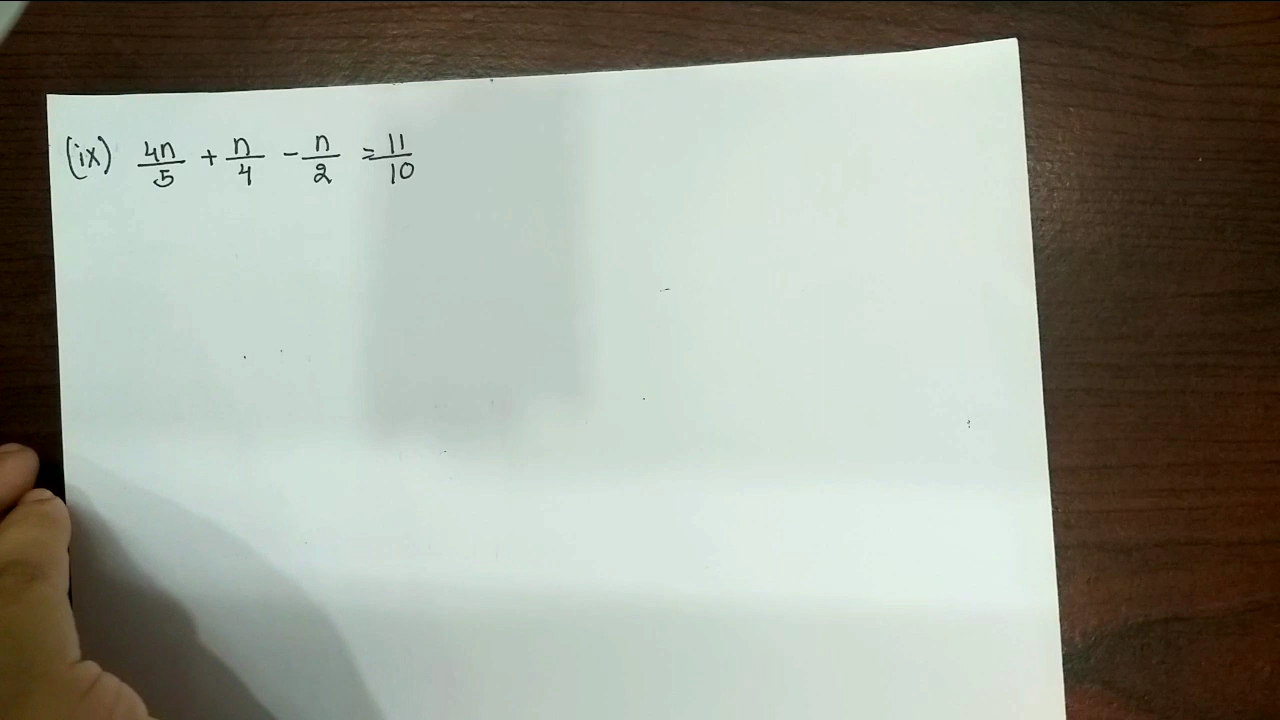 (ix) 4n/5 + n/4 - n/2 = 11/10